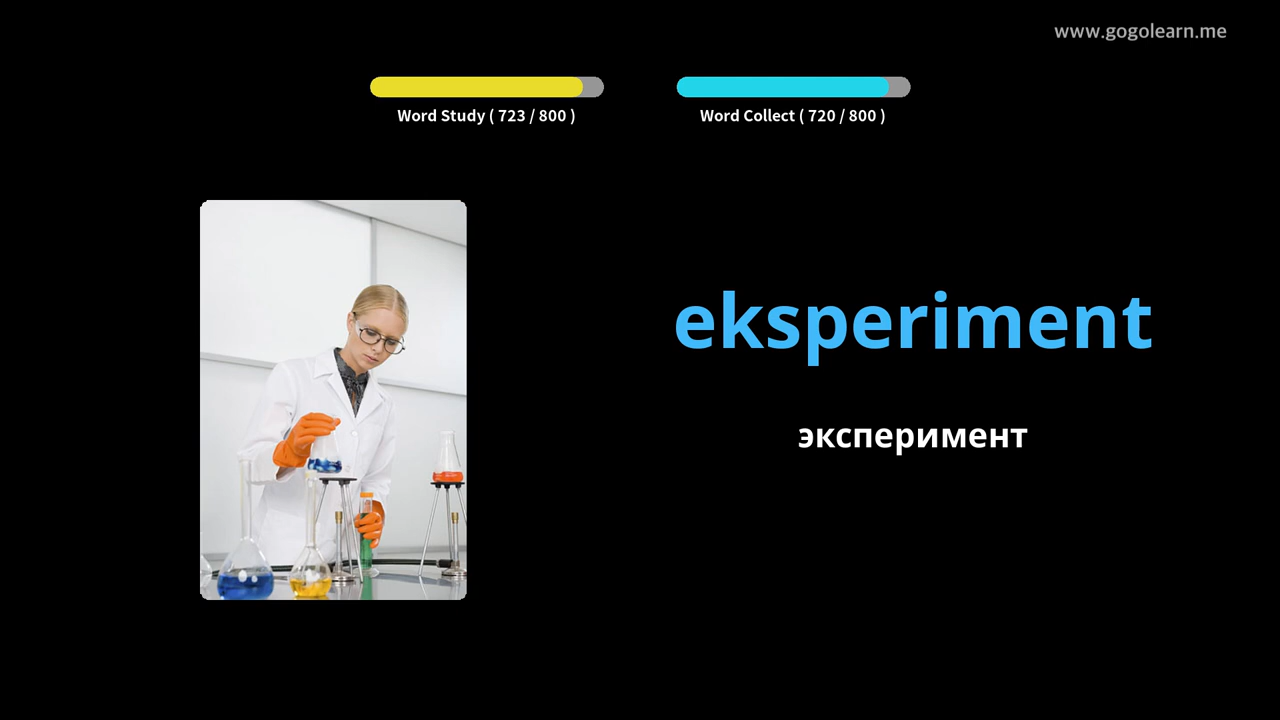 www.gogolearn.me
Word Study ( 723 / 800 )
Word Collect ( 720 / 800 )
eksperiment
эксперимент